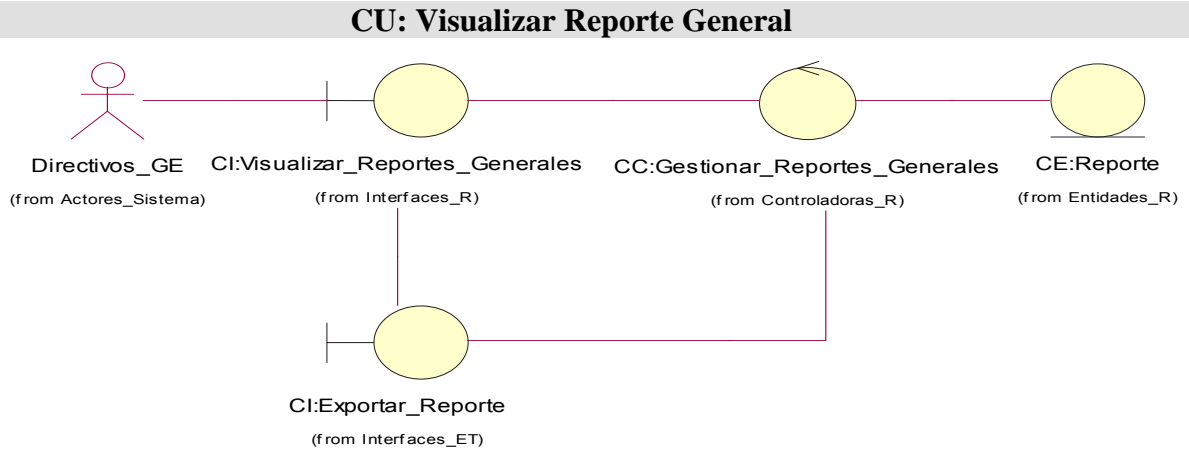 CU: Visualizar Reporte General
Directivos_GE
(from Actores_Sistema)
CI:Visualizar_Reportes_Generales
(from Interfaces_R)
CC:Gestionar_Reportes_Generales
(from Controladoras_R)
CE:Reporte
(from Entidades_R)
CI:Exportar_Reporte
(from Interfaces_ET)